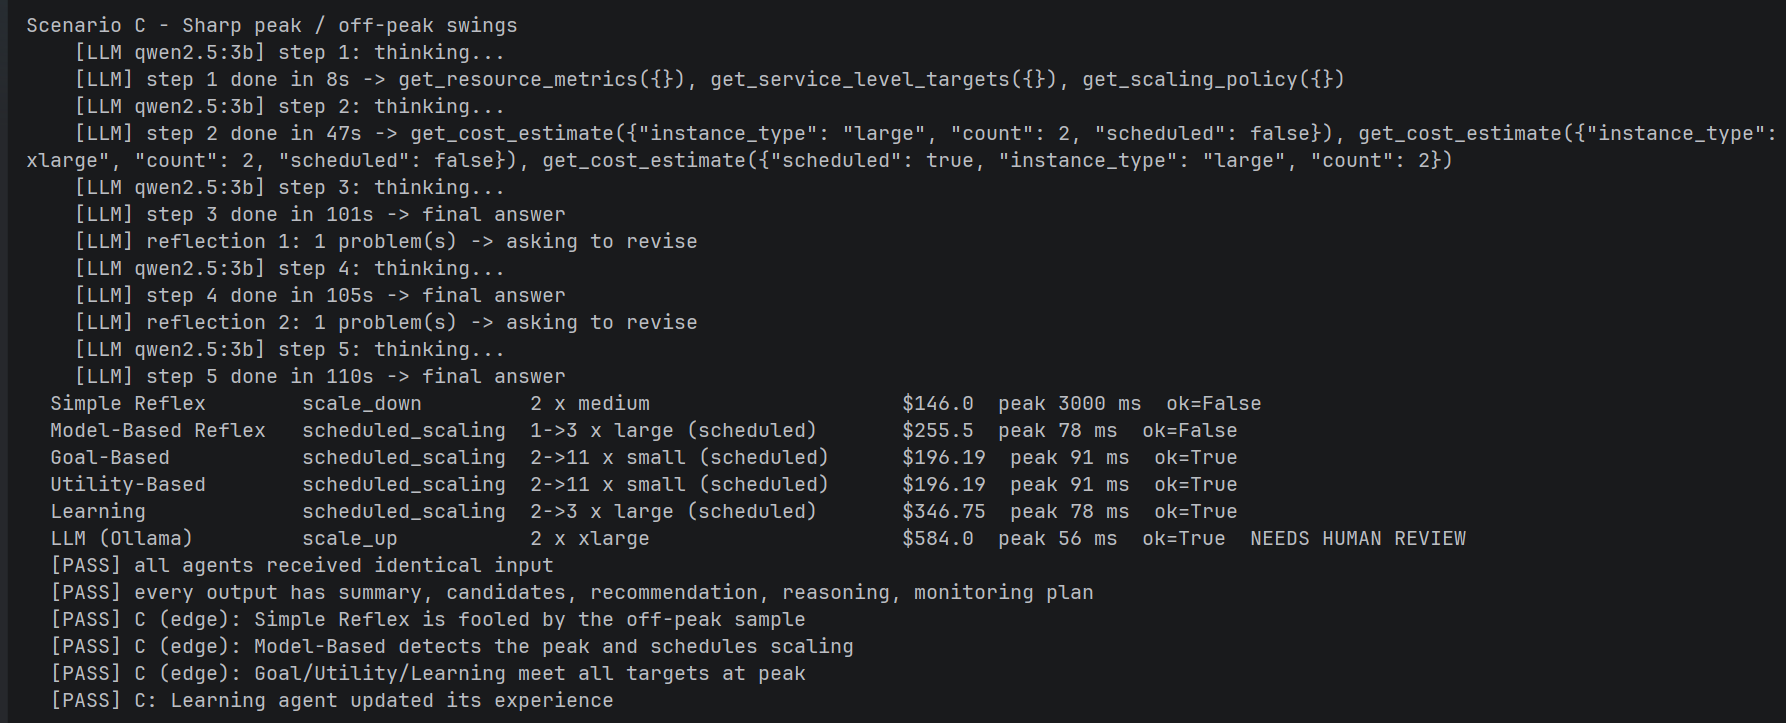 Scenario C - Sharp peak / off-peak swings
[LLM qwen2.5:3b] step 1: thinking...
[LLM] step 1 done in 8s -> get_resource_metrics({}), get_service_level_targets({}), get_scaling_policy({})
[LLM qwen2.5:3b] step 2: thinking...
[LLM] step 2 done in 47s -> get_cost_estimate({"instance_type": "large", "count": 2, "scheduled": false}), get_cost_estimate({"instance_type":
xlarge", "count": 2, "scheduled": false}), get_cost_estimate({"scheduled": true, "instance_type": "large", "count": 2})
[LLM qwen2.5:3b] step 3: thinking...
[LLM] step 3 done in 101s -> final answer
[LLM] reflection 1: 1 problem(s) -> asking to revise
[LLM qwen2.5:3b] step 4: thinking...
[LLM] step 4 done in 105s -> final answer
[LLM] reflection 2: 1 problem(s) -> asking to revise
[LLM qwen2.5:3b] step 5: thinking...
[LLM] step 5 done in 110s -> final answer
Simple Reflex        scale_down         2 x medium                     $146.0  peak 3000 ms  ok=False
Model-Based Reflex   scheduled_scaling  1->3 x large (scheduled)       $255.5  peak 78 ms  ok=False
Goal-Based           scheduled_scaling  2->11 x small (scheduled)      $196.19  peak 91 ms  ok=True
Utility-Based        scheduled_scaling  2->11 x small (scheduled)      $196.19  peak 91 ms  ok=True
Learning             scheduled_scaling  2->3 x large (scheduled)       $346.75  peak 78 ms  ok=True
LLM (Ollama)         scale_up           2 x xlarge                     $584.0  peak 56 ms  ok=True  NEEDS HUMAN REVIEW
[PASS] all agents received identical input
[PASS] every output has summary, candidates, recommendation, reasoning, monitoring plan
[PASS] C (edge): Simple Reflex is fooled by the off-peak sample
[PASS] C (edge): Model-Based detects the peak and schedules scaling
[PASS] C (edge): Goal/Utility/Learning meet all targets at peak
[PASS] C: Learning agent updated its experience